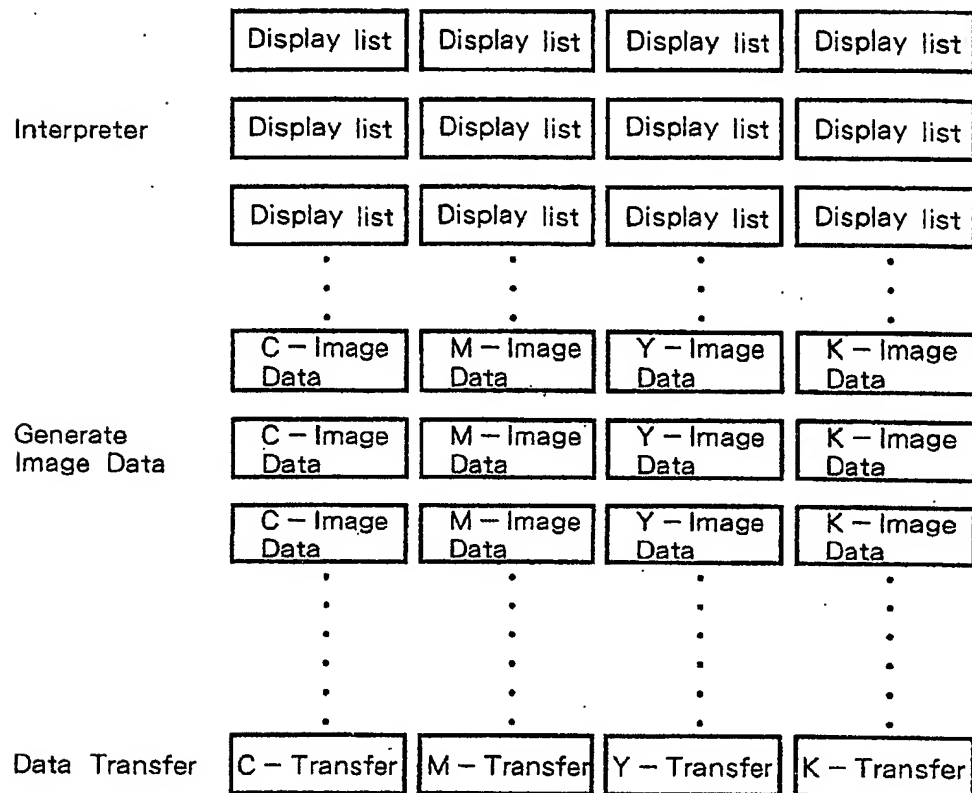 Display list Display list Display list Display list
Interpreter Display list Display list Display list Display list
Display list Display list Display list Display list
C – Image M – Image Y – Image K – Image
Data Data Data Data
Generate C – Image M – Image Y – Image K – Image
Image Data Data Data Data Data
C – Image M – Image Y – Image K – Image
Data Data Data Data
Data Transfer C – Transfer M – Transfer Y – Transfer K – Transfer